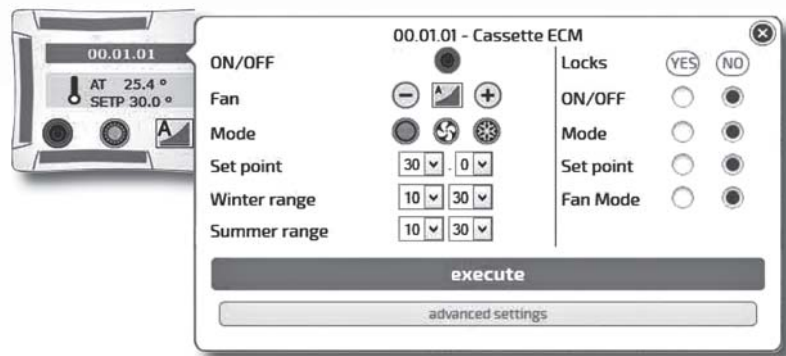 00.01.01
AT 25.4 °
SETP 30.0 °
A
00.01.01 - Cassette ECM
ON/OFF
Fan
A
Mode
Set point 30 . 0
Winter range 10 30
Summer range 10 30
Locks YES NO
ON/OFF
Mode
Set point
Fan Mode
execute
advanced settings